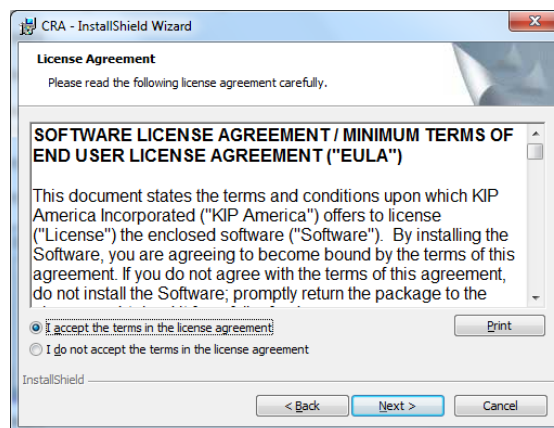 CRA - InstallShield Wizard
License Agreement
Please read the following license agreement carefully.
SOFTWARE LICENSE AGREEMENT / MINIMUM TERMS OF
END USER LICENSE AGREEMENT ("EULA")
This document states the terms and conditions upon which KIP
America Incorporated ("KIP America") offers to license
("License") the enclosed software ("Software").  By installing the
Software, you are agreeing to become bound by the terms of this
agreement. If you do not agree with the terms of this agreement,
do not install the Software; promptly return the package to the
I accept the terms in the license agreement
Print
I do not accept the terms in the license agreement
InstallShield
< Back
Next >
Cancel